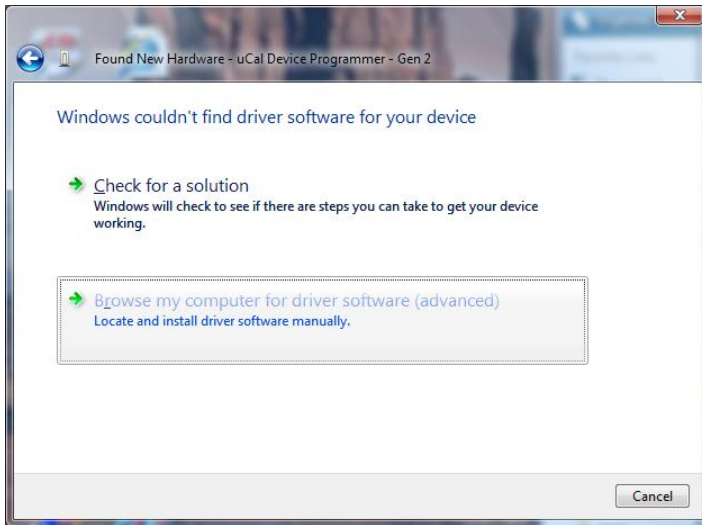 Found New Hardware - uCal Device Programmer - Gen 2
Windows couldn't find driver software for your device
Check for a solution
Windows will check to see if there are steps you can take to get your device
working.
Browse my computer for driver software (advanced)
Locate and install driver software manually.
Cancel